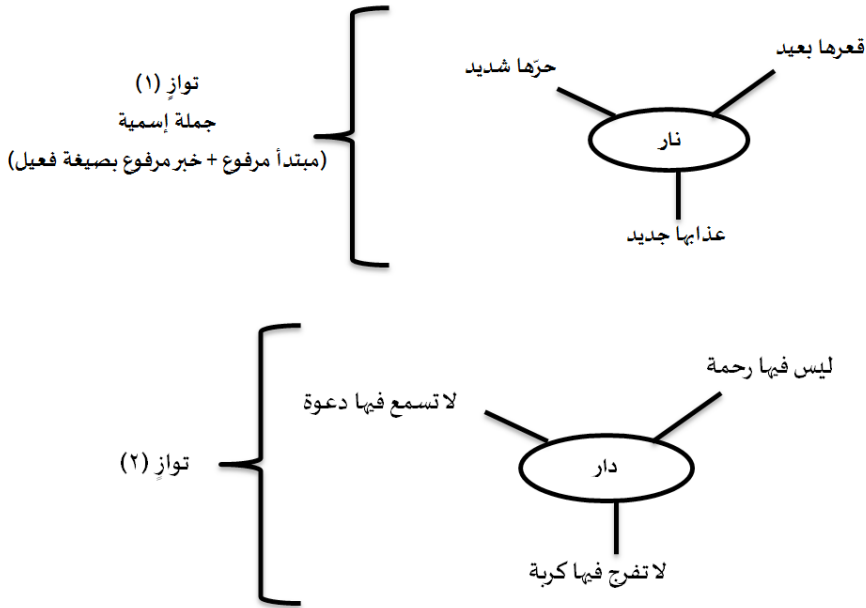 قعرها بعيد
حرّها شديد
نار
عذابها جديد
توازٍ (١)
جملة إسمية
(مبتدأ مرفوع + خبر مرفوع بصيغة فعيل)
ليس فيها رحمة
لا تسمع فيها دعوة
دار
لا تفرج فيها كربة
توازٍ (٢)